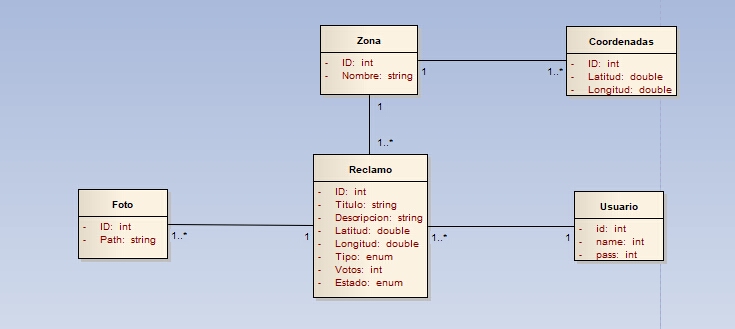 Zona
- ID: int
- Nombre: string
1
1..*
Coordenadas
- ID: int
- Latitud: double
- Longitud: double
1
1..*
Reclamo
- ID: int
- Titulo: string
- Descripcion: string
- Latitud: double
- Longitud: double
- Tipo: enum
- Votos: int
- Estado: enum
Foto
- ID: int
- Path: string
1..*
1
1..*
1
Usuario
- id: int
- name: int
- pass: int